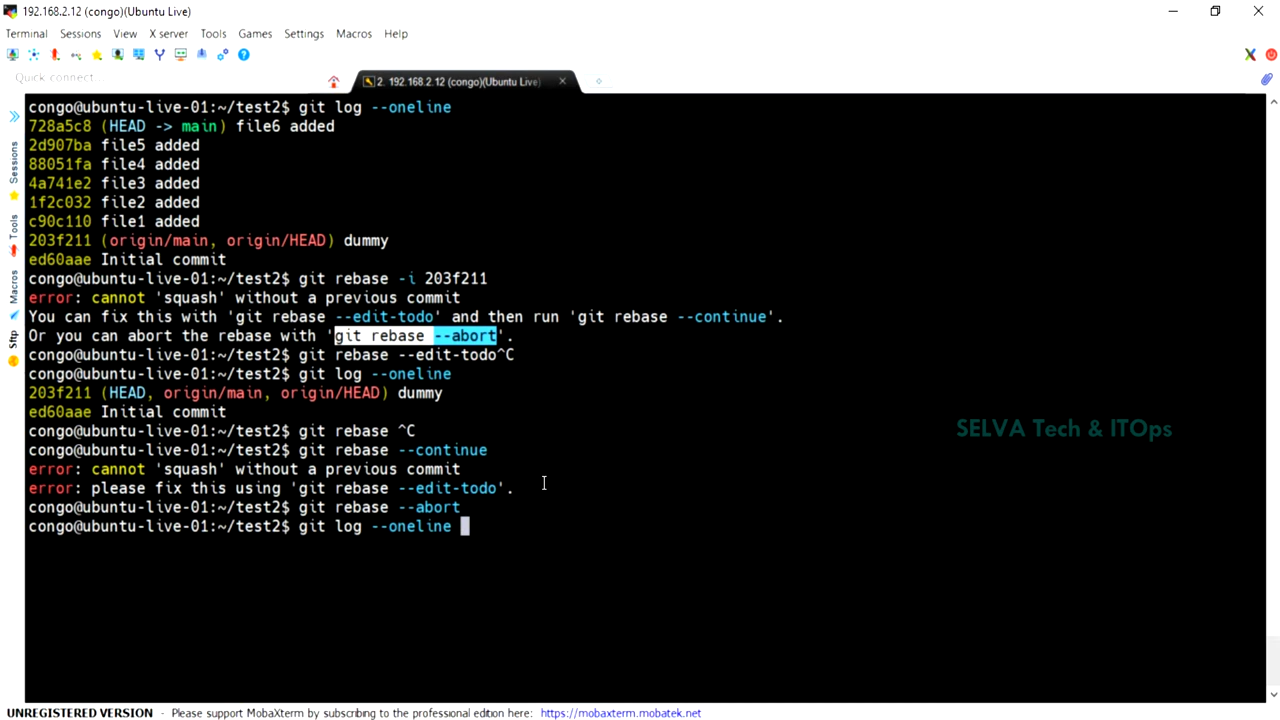 192.168.2.12 (congo)(Ubuntu Live)
Terminal Sessions View X server Tools Games Settings Macros Help
Quick connect...
2. 192.168.2.12 (congo)(Ubuntu Live)
Sessions
Tools
Macros
Sftp
congo@ubuntu-live-01:~/test2$ git log --oneline
728a5c8 (HEAD -> main) file6 added
2d907ba file5 added
88051fa file4 added
4a741e2 file3 added
1f2c032 file2 added
c90c110 file1 added
203f211 (origin/main, origin/HEAD) dummy
ed60aae Initial commit
congo@ubuntu-live-01:~/test2$ git rebase -i 203f211
error: cannot 'squash' without a previous commit
You can fix this with 'git rebase --edit-todo' and then run 'git rebase --continue'.
Or you can abort the rebase with 'git rebase --abort'.
congo@ubuntu-live-01:~/test2$ git rebase --edit-todo^C
congo@ubuntu-live-01:~/test2$ git log --oneline
203f211 (HEAD, origin/main, origin/HEAD) dummy
ed60aae Initial commit
congo@ubuntu-live-01:~/test2$ git rebase ^C
congo@ubuntu-live-01:~/test2$ git rebase --continue
error: cannot 'squash' without a previous commit
error: please fix this using 'git rebase --edit-todo'.
congo@ubuntu-live-01:~/test2$ git rebase --abort
congo@ubuntu-live-01:~/test2$ git log --oneline
SELVA Tech & ITOps
UNREGISTERED VERSION - Please support MobaXterm by subscribing to the professional edition here: https://mobaxterm.mobatek.net